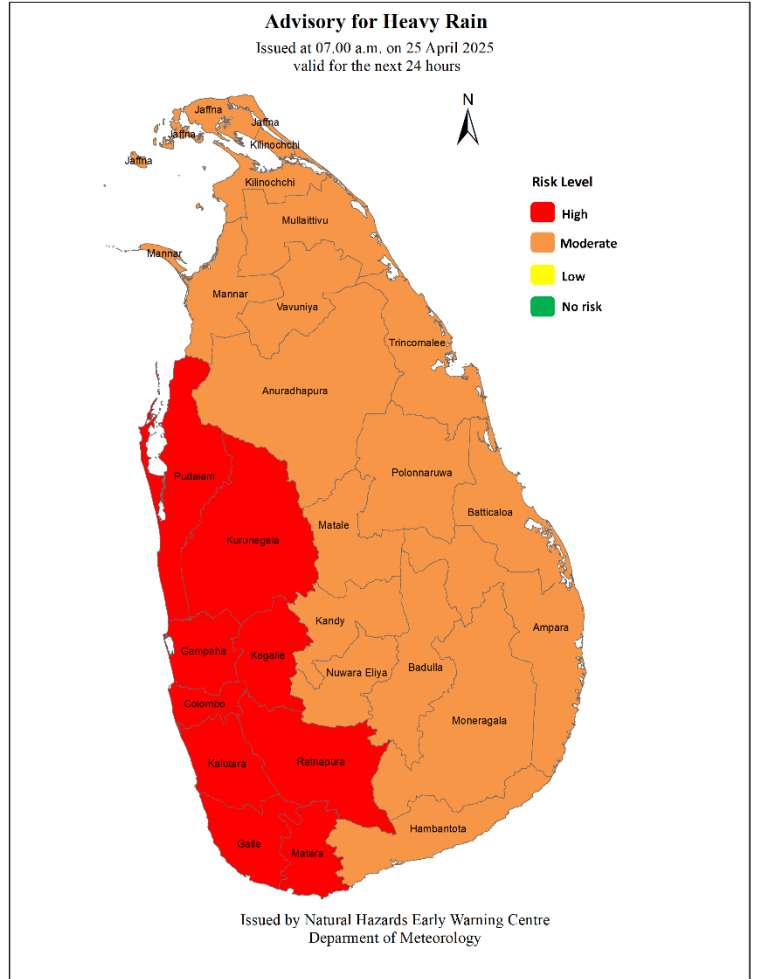 Advisory for Heavy Rain
Issued at 07.00 a.m. on 25 April 2025
valid for the next 24 hours
N
Jaffna
Jaffna
Jaffna
Kilinochchi
Jaffna
Kilinochchi
Risk Level
High
Mullaittivu
Moderate
Mannar
Low
Mannar
Vavuniya
No risk
Trincomalee
Anuradhapura
Polonnaruwa
Puttalam
Batticaloa
Matale
Kurunegala
Kandy
Ampara
Gampaha
Kegalle
Badulla
Nuwara Eliya
Colombo
Moneragala
Kalutara
Ratnapura
Hambantota
Galle
Matara
Issued by Natural Hazards Early Warning Centre
Deparment of Meteorology